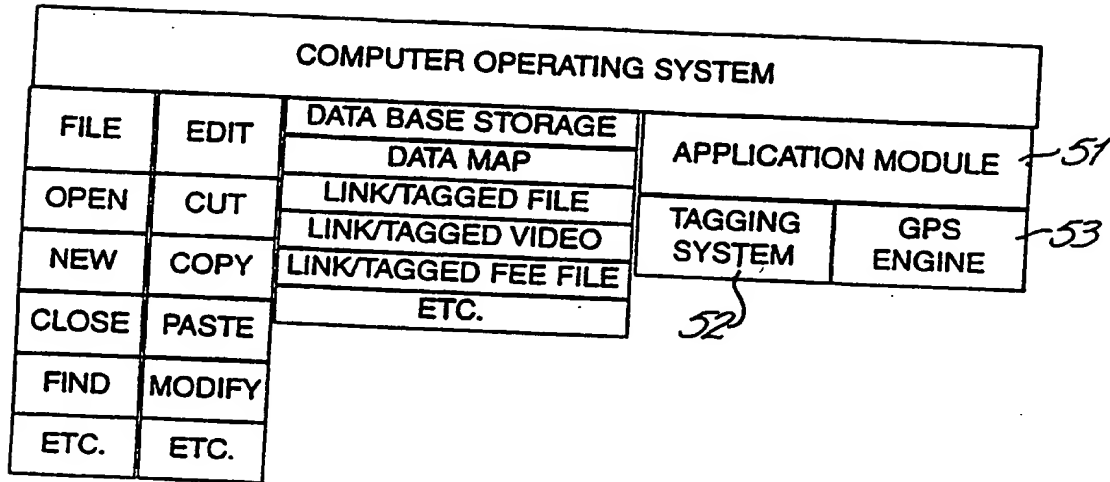 COMPUTER OPERATING SYSTEM
FILE
OPEN
NEW
CLOSE
FIND
ETC.
EDIT
CUT
COPY
PASTE
MODIFY
ETC.
DATA BASE STORAGE
DATA MAP
LINK/TAGGED FILE
LINK/TAGGED VIDEO
LINK/TAGGED FEE FILE
ETC.
APPLICATION MODULE
51
TAGGING
SYSTEM
52
GPS
ENGINE
53